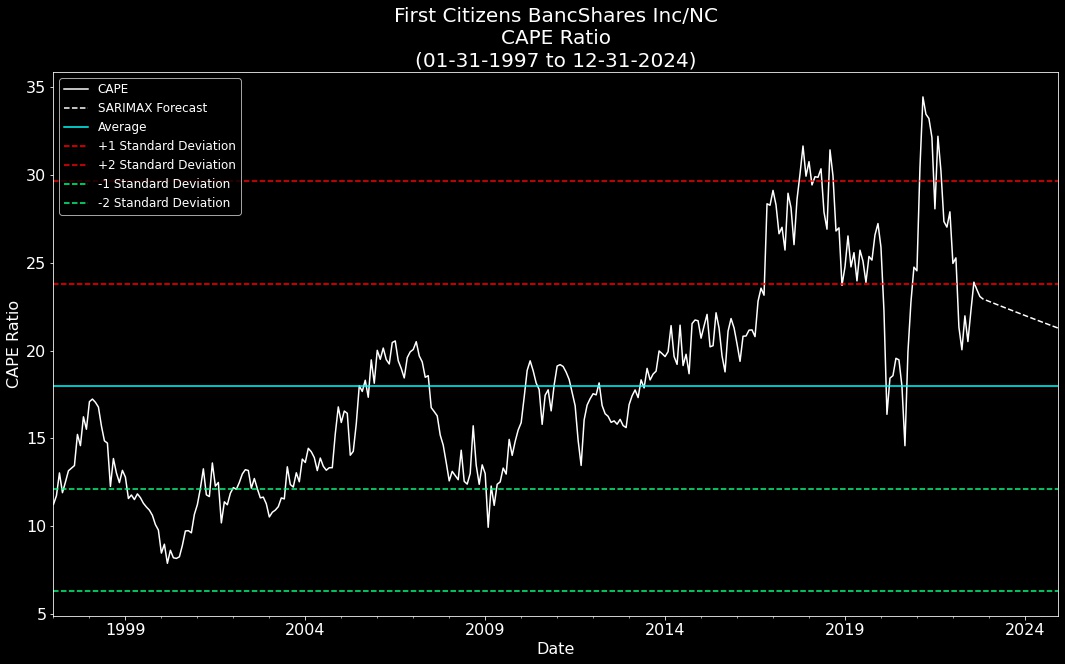 First Citizens BancShares Inc/NC
CAPE Ratio
(01-31-1997 to 12-31-2024)
CAPE
SARIMAX Forecast
Average
+1 Standard Deviation
+2 Standard Deviation
-1 Standard Deviation
-2 Standard Deviation
35
30
25
20
15
10
5
CAPE Ratio
1999
2004
2009
2014
2019
2024
Date